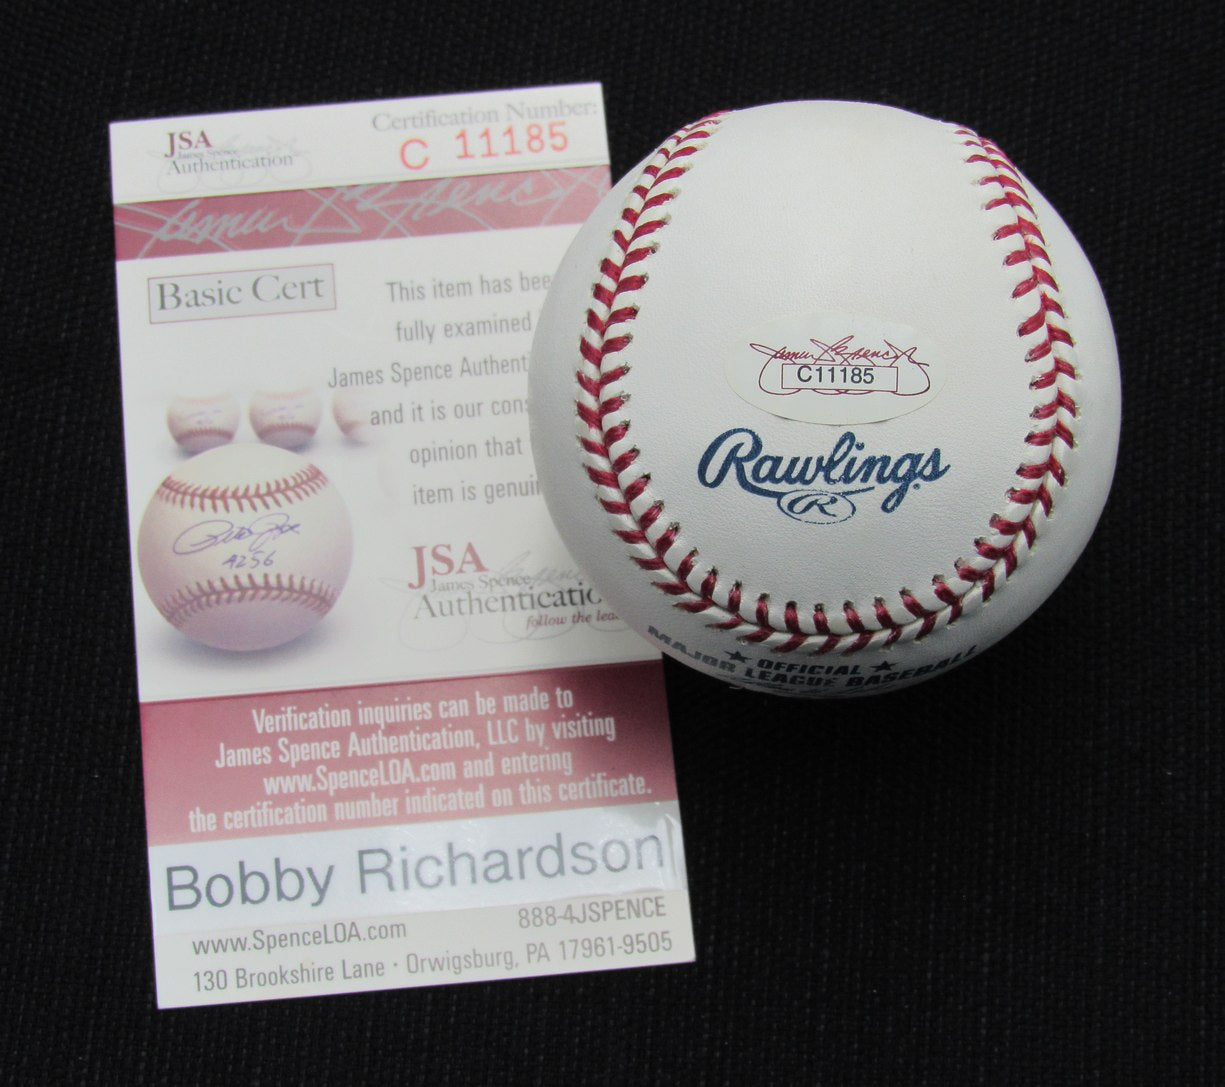 JSA
James Spence
Authentication
Certification Number:
C 11185
James Spence
Basic Cert
This item has bee
fully examined
James Spence Authent
and it is our cons
opinion that
item is genuin
4256
JSA
James Spence
Authenticatio
follow the lea
Verification inquiries can be made to
James Spence Authentication, LLC by visiting
www.SpenceLOA.com and entering
the certification number indicated on this certificate.
Bobby Richardson
www.SpenceLOA.com 888-4JSPENCE
130 Brookshire Lane · Orwigsburg, PA 17961-9505
C11185
Rawlings
R
★ OFFICIAL ★
MAJOR LEAGUE BASEBALL